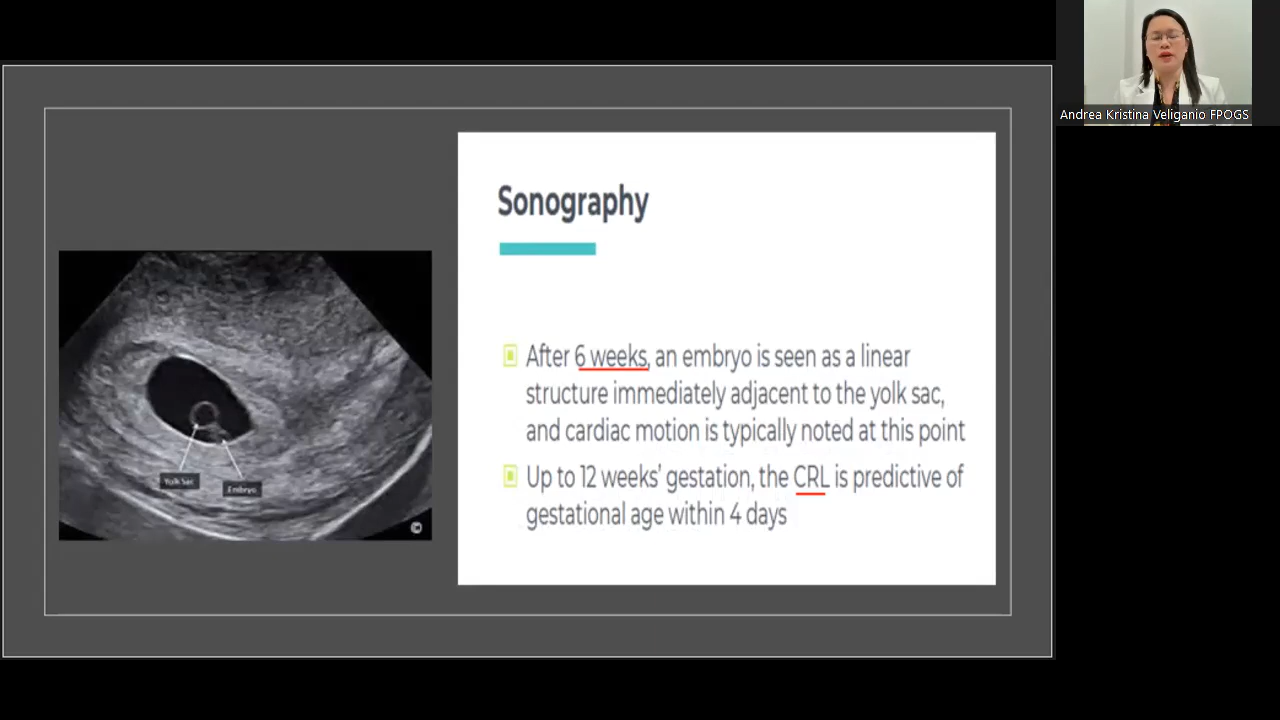 Andrea Kristina Veliganio FPOGS
Sonography
After 6 weeks, an embryo is seen as a linear
structure immediately adjacent to the yolk sac,
and cardiac motion is typically noted at this point
Up to 12 weeks' gestation, the CRL is predictive of
gestational age within 4 days
Yolk Sac
Embryo
©